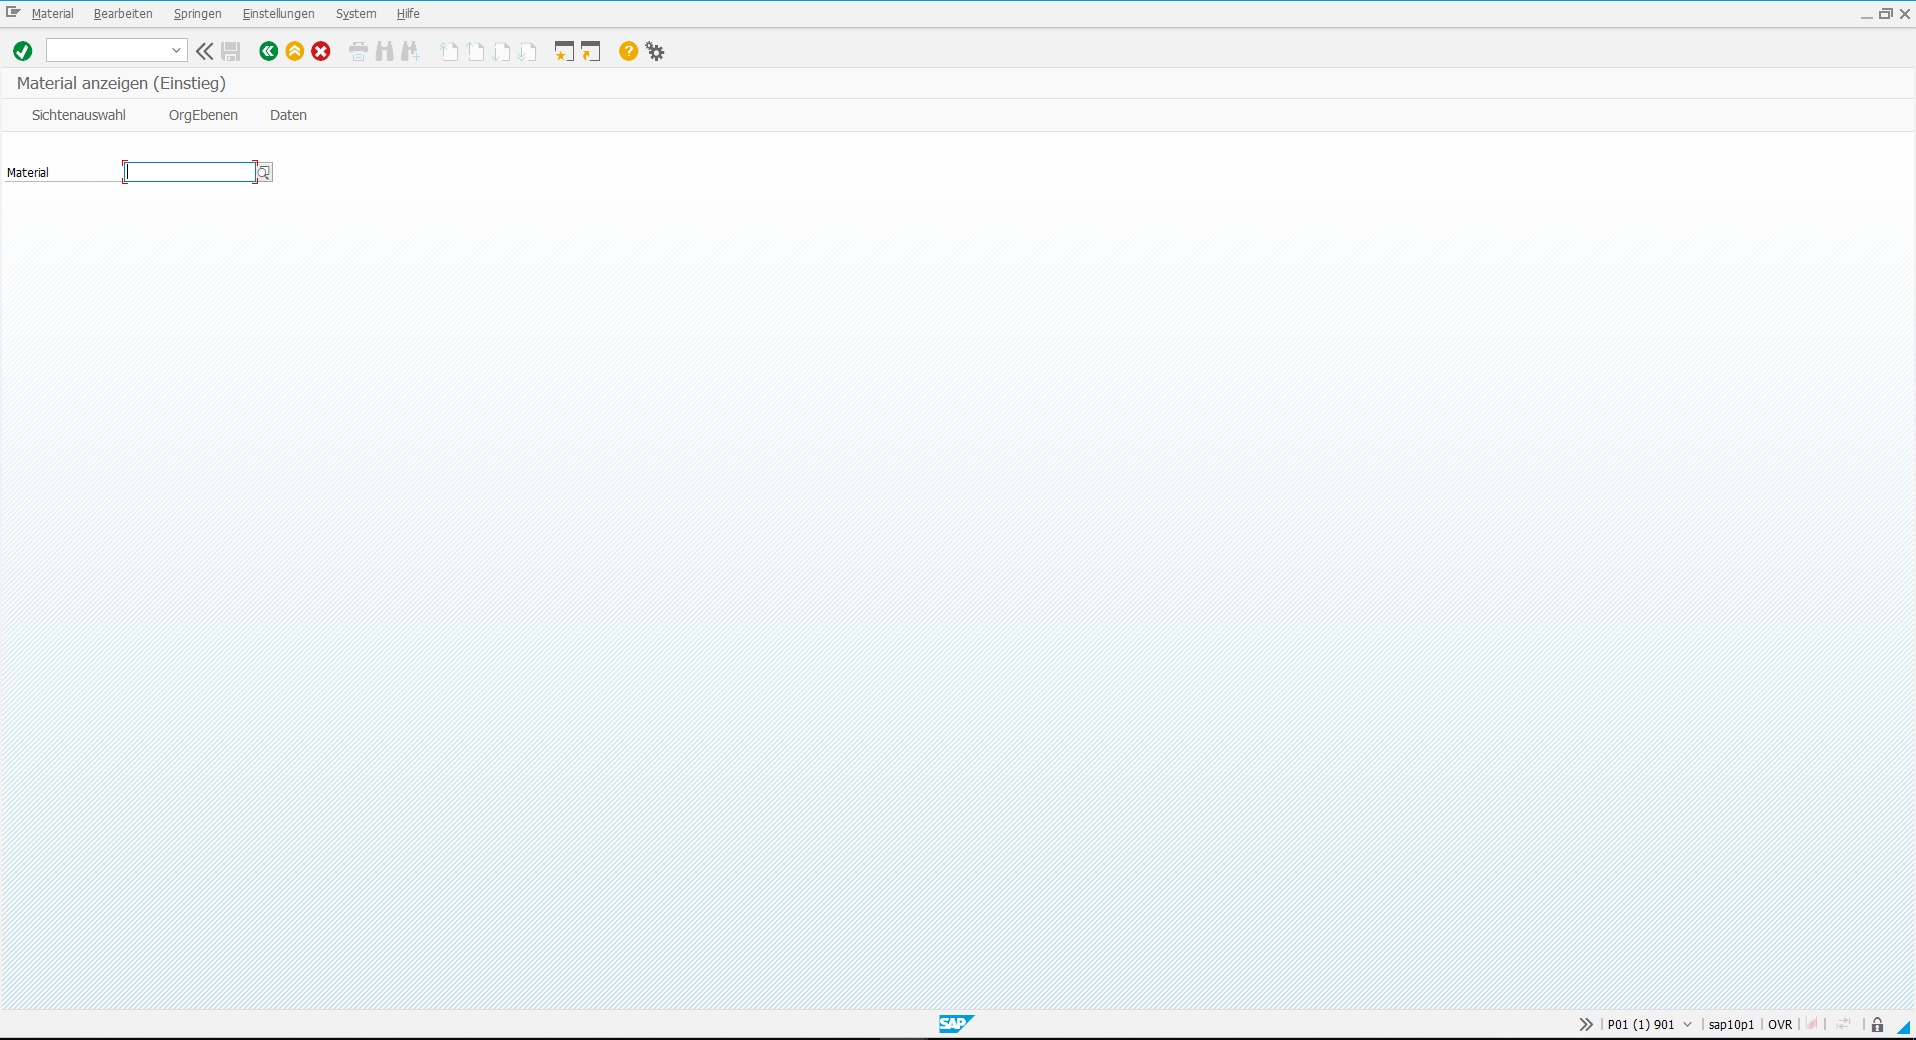 Material Bearbeiten Springen Einstellungen System Hilfe
Material anzeigen (Einstieg)
Sichtenauswahl OrgEbenen Daten
Material
SAP
P01 (1) 901 sap10p1 OVR